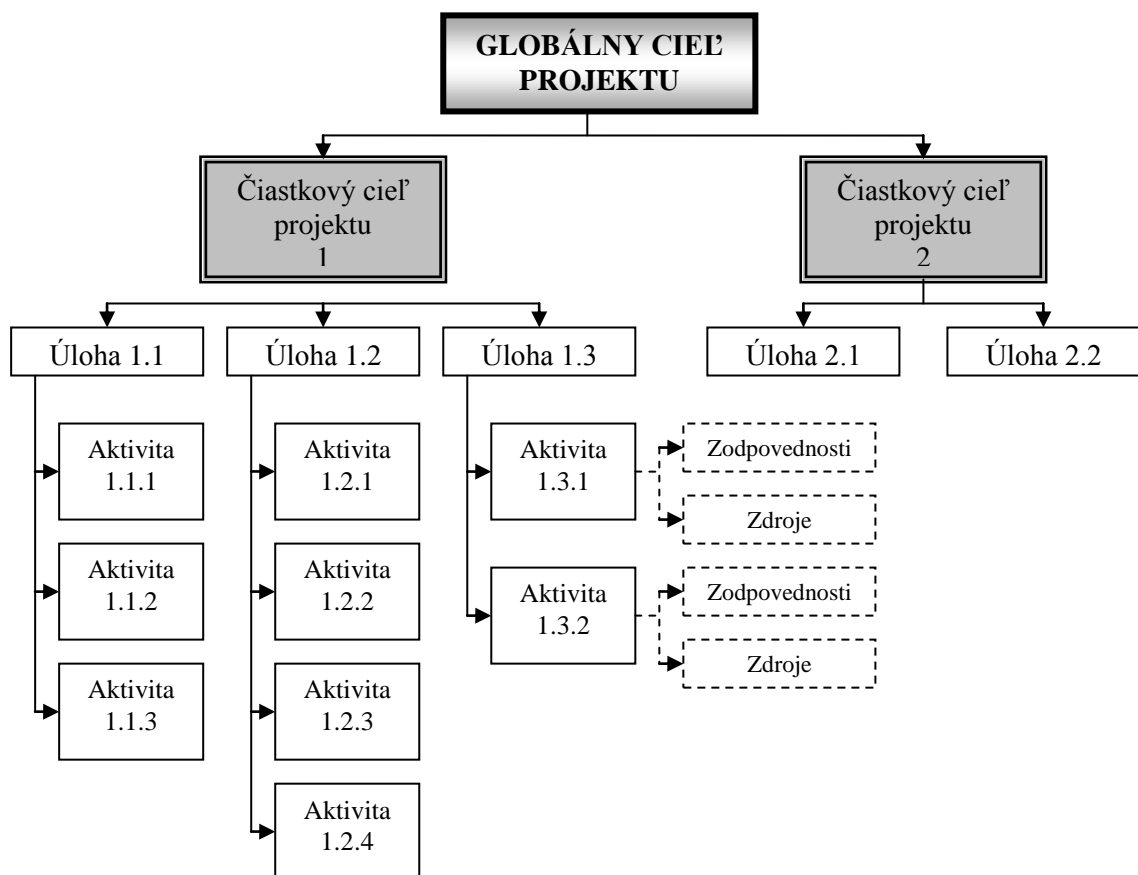 GLOBÁLNY CIEĽ
PROJEKTU
Čiastkový cieľ
projektu
1
Čiastkový cieľ
projektu
2
Úloha 1.1
Úloha 1.2
Úloha 1.3
Úloha 2.1
Úloha 2.2
Aktivita
1.1.1
Aktivita
1.1.2
Aktivita
1.1.3
Aktivita
1.2.1
Aktivita
1.2.2
Aktivita
1.2.3
Aktivita
1.2.4
Aktivita
1.3.1
Zodpovednosti
Zdroje
Aktivita
1.3.2
Zodpovednosti
Zdroje